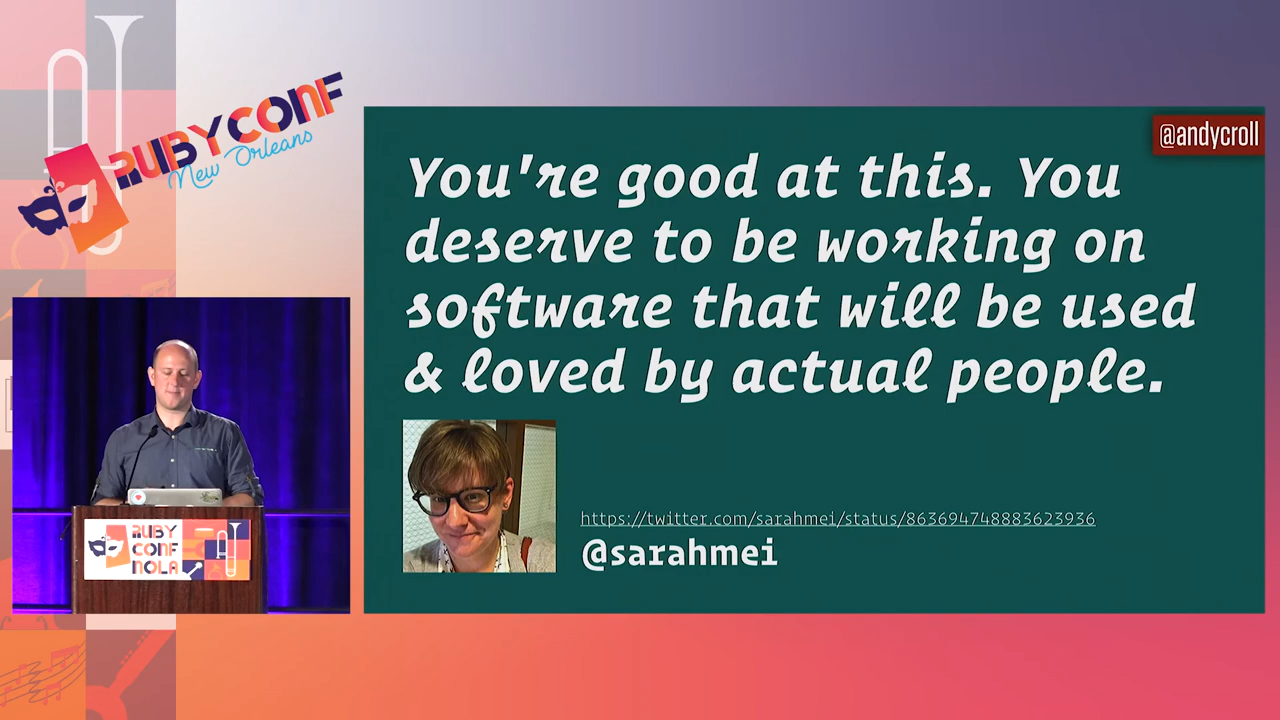 RUBYCONF
New Orleans
@andycroll
You're good at this. You
deserve to be working on
software that will be used
& loved by actual people.
https://twitter.com/sarahmei/status/863694748883623936
@sarahmei
RUBY
CONF
NOLA